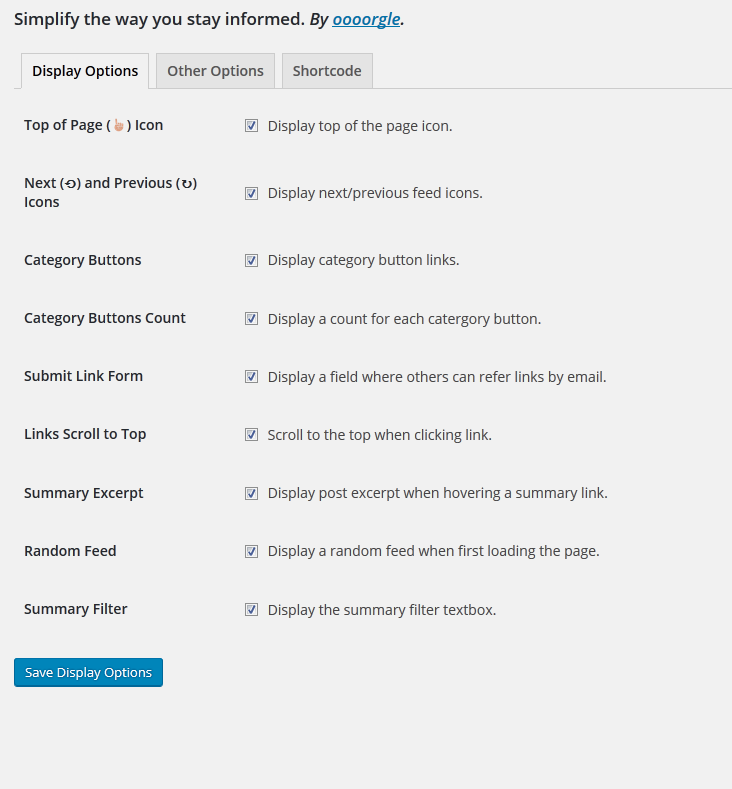 Simplify the way you stay informed. By oooorgle.
Display Options Other Options Shortcode
Top of Page (☝) Icon Display top of the page icon.
Next (⟲) and Previous (↻) Icons Display next/previous feed icons.
Category Buttons Display category button links.
Category Buttons Count Display a count for each catergory button.
Submit Link Form Display a field where others can refer links by email.
Links Scroll to Top Scroll to the top when clicking link.
Summary Excerpt Display post excerpt when hovering a summary link.
Random Feed Display a random feed when first loading the page.
Summary Filter Display the summary filter textbox.
Save Display Options